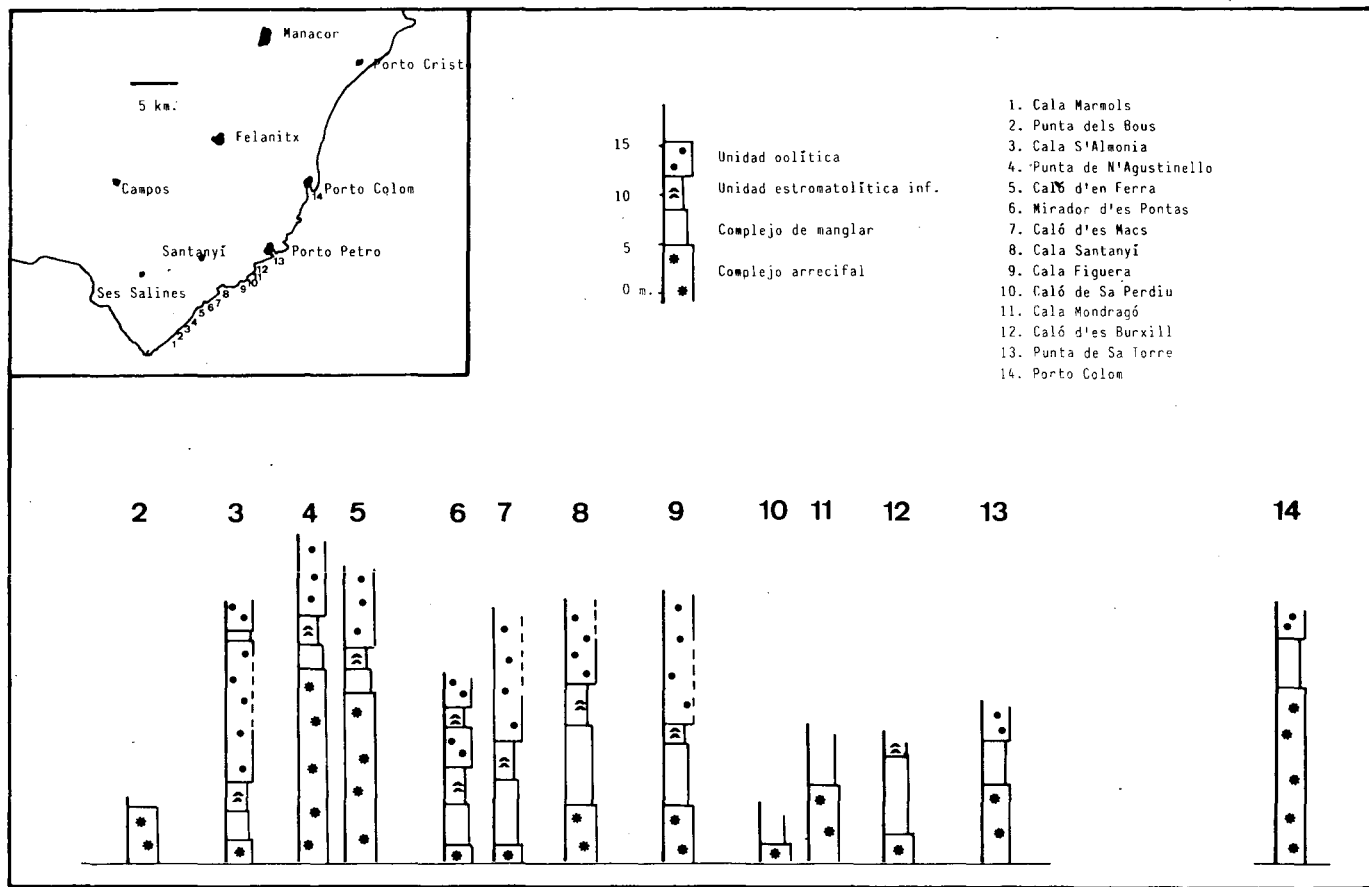 Manacor
Porto Cristo
5 km.
Felanitx
Campos
Porto Colom
14
Santanyí
Porto Petro
13
12
11
10
9
8
7
6
5
4
3
2
1
Ses Salines
15
10
5
0 m.
Unidad oolítica
Unidad estromatolítica inf.
Complejo de manglar
Complejo arrecifal
1. Cala Marmols
2. Punta dels Bous
3. Cala S'Almonia
4. Punta de N'Agustinello
5. Caló d'en Ferra
6. Mirador d'es Pontas
7. Caló d'es Macs
8. Cala Santanyí
9. Cala Figuera
10. Caló de Sa Perdiu
11. Cala Mondragó
12. Caló d'es Burxill
13. Punta de Sa Torre
14. Porto Colom
2 3 4 5 6 7 8 9 10 11 12 13 14